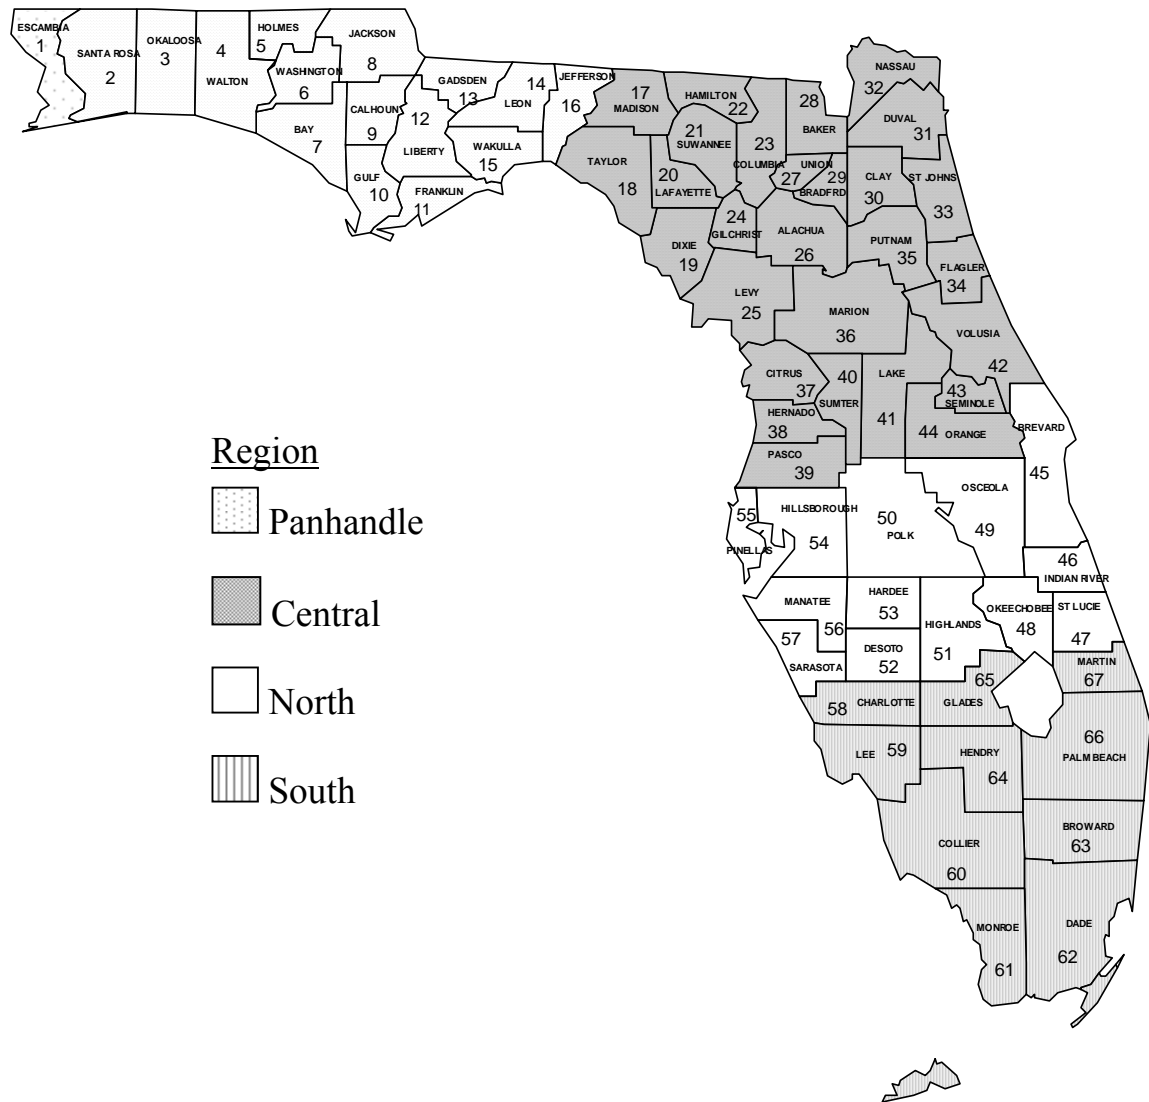 ESCAMBIA
1
SANTA ROSA
2
OKALOOSA
3
4
WALTON
HOLMES
5
WASHINGTON
6
BAY
7
JACKSON
8
CALHOUN
9
GULF
10
FRANKLIN
11
12
LIBERTY
GADSDEN
13
14
LEON
WAKULLA
15
JEFFERSON
16
17
MADISON
TAYLOR
18
DIXIE
19
20
LAFAYETTE
21
SUWANNEE
HAMILTON
22
23
COLUMBIA
24
GILCHRIST
LEVY
25
ALACHUA
26
UNION
27
28
BAKER
29
BRADFRD
CLAY
30
DUVAL
31
NASSAU
32
ST JOHNS
33
FLAGLER
34
PUTNAM
35
MARION
36
CITRUS
37
HERNADO
38
PASCO
39
40
SUMTER
LAKE
41
VOLUSIA
42
43
SEMINOLE
44
ORANGE
BREVARD
45
46
INDIAN RIVER
ST LUCIE
47
OKEECHOBEE
48
OSCEOLA
49
50
POLK
HIGHLANDS
51
DESOTO
52
HARDEE
53
HILLSBOROUGH
54
55
PINELLAS
MANATEE
56
57
SARASOTA
58
CHARLOTTE
LEE
59
COLLIER
60
MONROE
61
DADE
62
BROWARD
63
HENDRY
64
65
GLADES
66
PALM BEACH
MARTIN
67
Region
Panhandle
Central
North
South